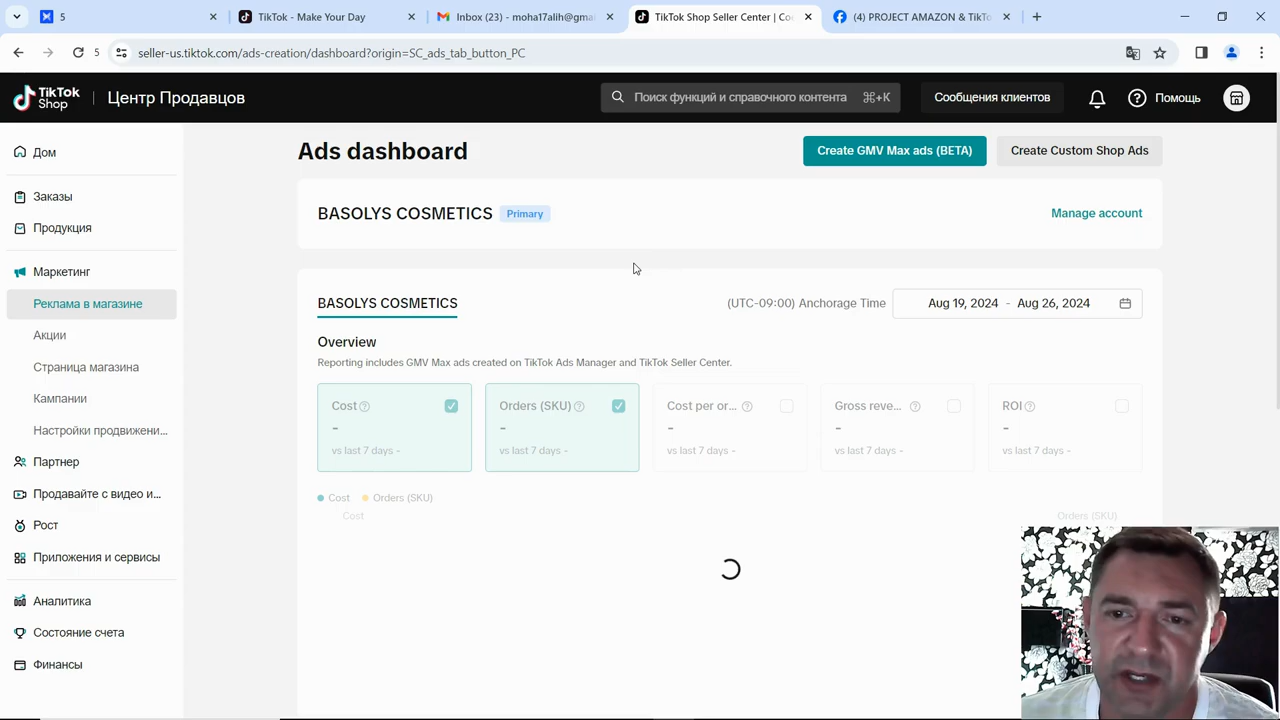 5
TikTok - Make Your Day
Inbox (23) - moha17alih@gmai
TikTok Shop Seller Center | Co
(4) PROJECT AMAZON & TikTo
5
seller-us.tiktok.com/ads-creation/dashboard?origin=SC_ads_tab_button_PC
TikTok Shop
Центр Продавцов
Поиск функций и справочного контента ⌘+K
Сообщения клиентов
Помощь
Дом
Заказы
Продукция
Маркетинг
Реклама в магазине
Акции
Страница магазина
Кампании
Настройки продвижени...
Партнер
Продавайте с видео и...
Рост
Приложения и сервисы
Аналитика
Состояние счета
Финансы
Ads dashboard
Create GMV Max ads (BETA)
Create Custom Shop Ads
BASOLYS COSMETICS Primary
Manage account
BASOLYS COSMETICS
(UTC-09:00) Anchorage Time
Aug 19, 2024 - Aug 26, 2024
Overview
Reporting includes GMV Max ads created on TikTok Ads Manager and TikTok Seller Center.
Cost
-
vs last 7 days -
Orders (SKU)
-
vs last 7 days -
Cost per or...
-
vs last 7 days -
Gross reve...
-
vs last 7 days -
ROI
-
vs last 7 days -
Cost Orders (SKU)
Cost
Orders (SKU)